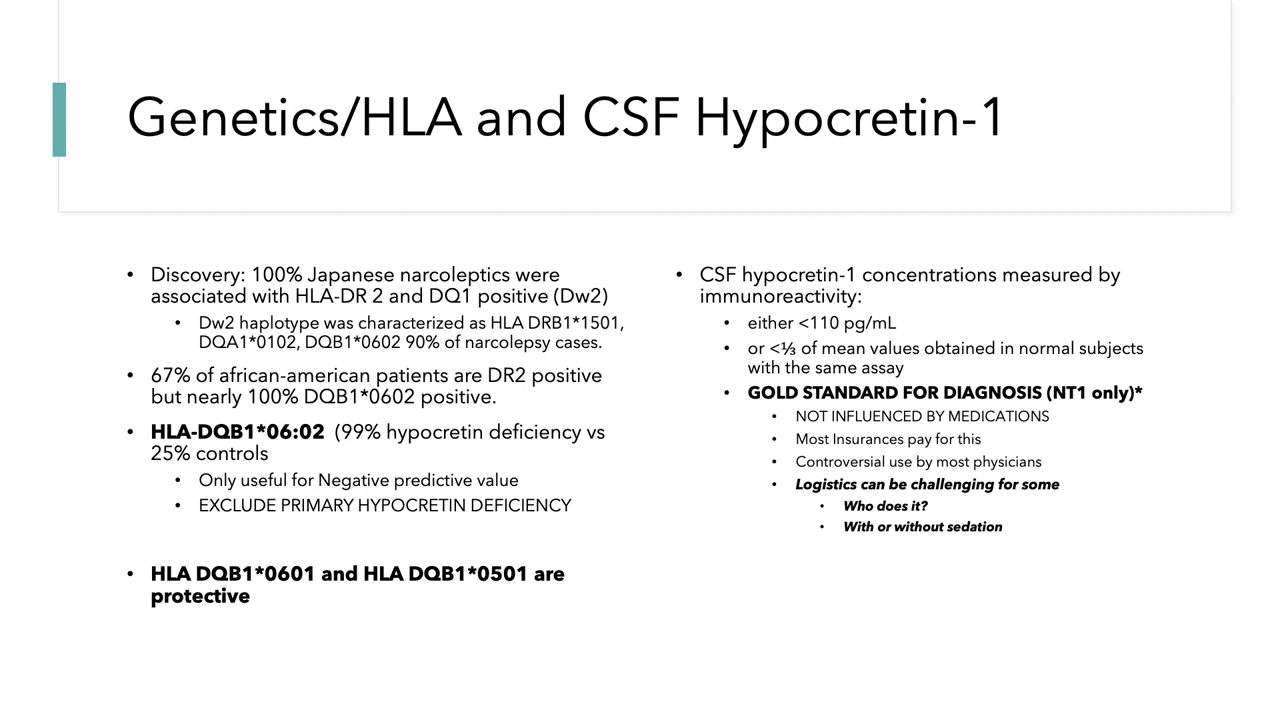 Genetics/HLA and CSF Hypocretin-1
• Discovery: 100% Japanese narcoleptics were
associated with HLA-DR 2 and DQ1 positive (Dw2)
• Dw2 haplotype was characterized as HLA DRB1*1501,
DQA1*0102, DQB1*0602 90% of narcolepsy cases.
• 67% of african-american patients are DR2 positive
but nearly 100% DQB1*0602 positive.
• HLA-DQB1*06:02 (99% hypocretin deficiency vs
25% controls
• Only useful for Negative predictive value
• EXCLUDE PRIMARY HYPOCRETIN DEFICIENCY
• HLA DQB1*0601 and HLA DQB1*0501 are
protective
• CSF hypocretin-1 concentrations measured by
immunoreactivity:
• either <110 pg/mL
• or <⅓ of mean values obtained in normal subjects
with the same assay
• GOLD STANDARD FOR DIAGNOSIS (NT1 only)*
• NOT INFLUENCED BY MEDICATIONS
• Most Insurances pay for this
• Controversial use by most physicians
• Logistics can be challenging for some
• Who does it?
• With or without sedation